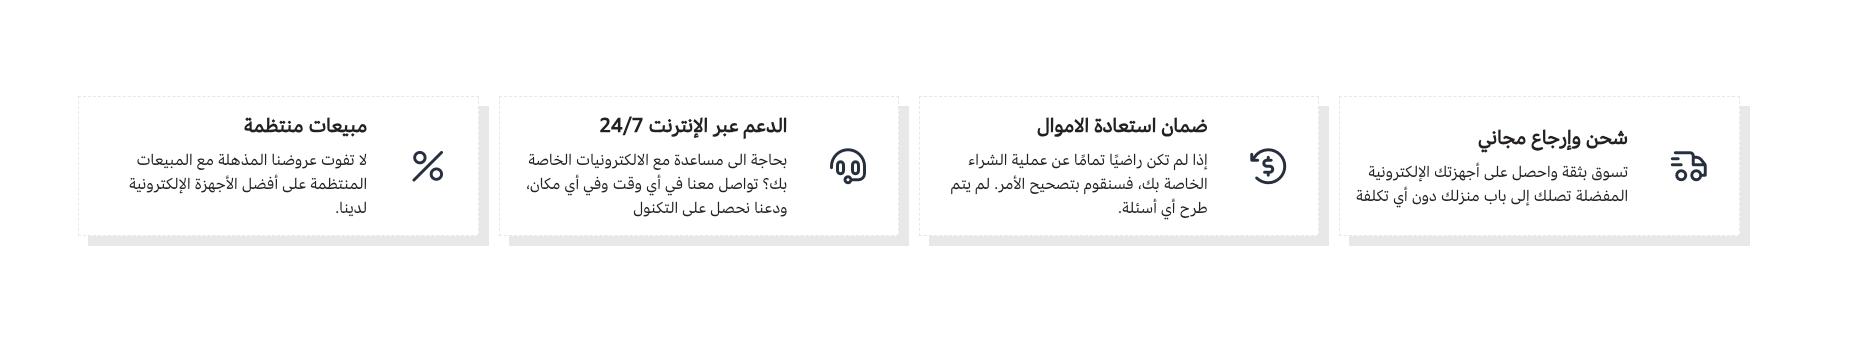 شحن وإرجاع مجاني
تسوق بثقة واحصل على أجهزتك الإلكترونية
المفضلة تصلك إلى باب منزلك دون أي تكلفة
ضمان استعادة الاموال
إذا لم تكن راضيًا تمامًا عن عملية الشراء
الخاصة بك، فسنقوم بتصحيح الأمر. لم يتم
طرح أي أسئلة.
الدعم عبر الإنترنت 24/7
بحاجة الى مساعدة مع الالكترونيات الخاصة
بك؟ تواصل معنا في أي وقت وفي أي مكان،
ودعنا نحصل على التكنول
مبيعات منتظمة
لا تفوت عروضنا المذهلة مع المبيعات
المنتظمة على أفضل الأجهزة الإلكترونية
لدينا.